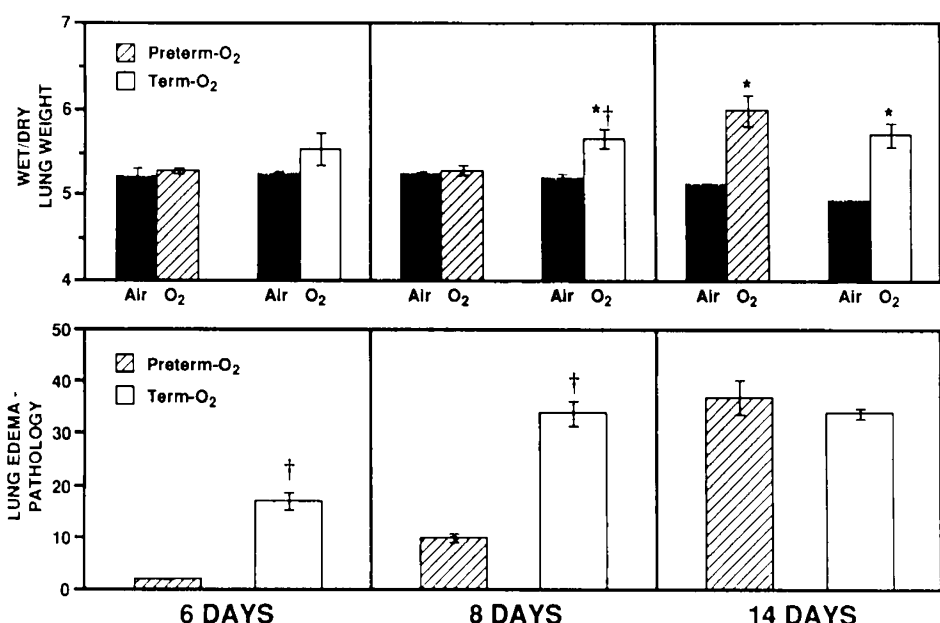 7
6
5
4
WET/DRY
LUNG WEIGHT
Preterm-O₂
Term-O₂
*†
*
*
Air O₂ Air O₂ Air O₂ Air O₂ Air O₂ Air O₂
50
40
30
20
10
0
LUNG EDEMA -
PATHOLOGY
Preterm-O₂
Term-O₂
†
†
6 DAYS 8 DAYS 14 DAYS